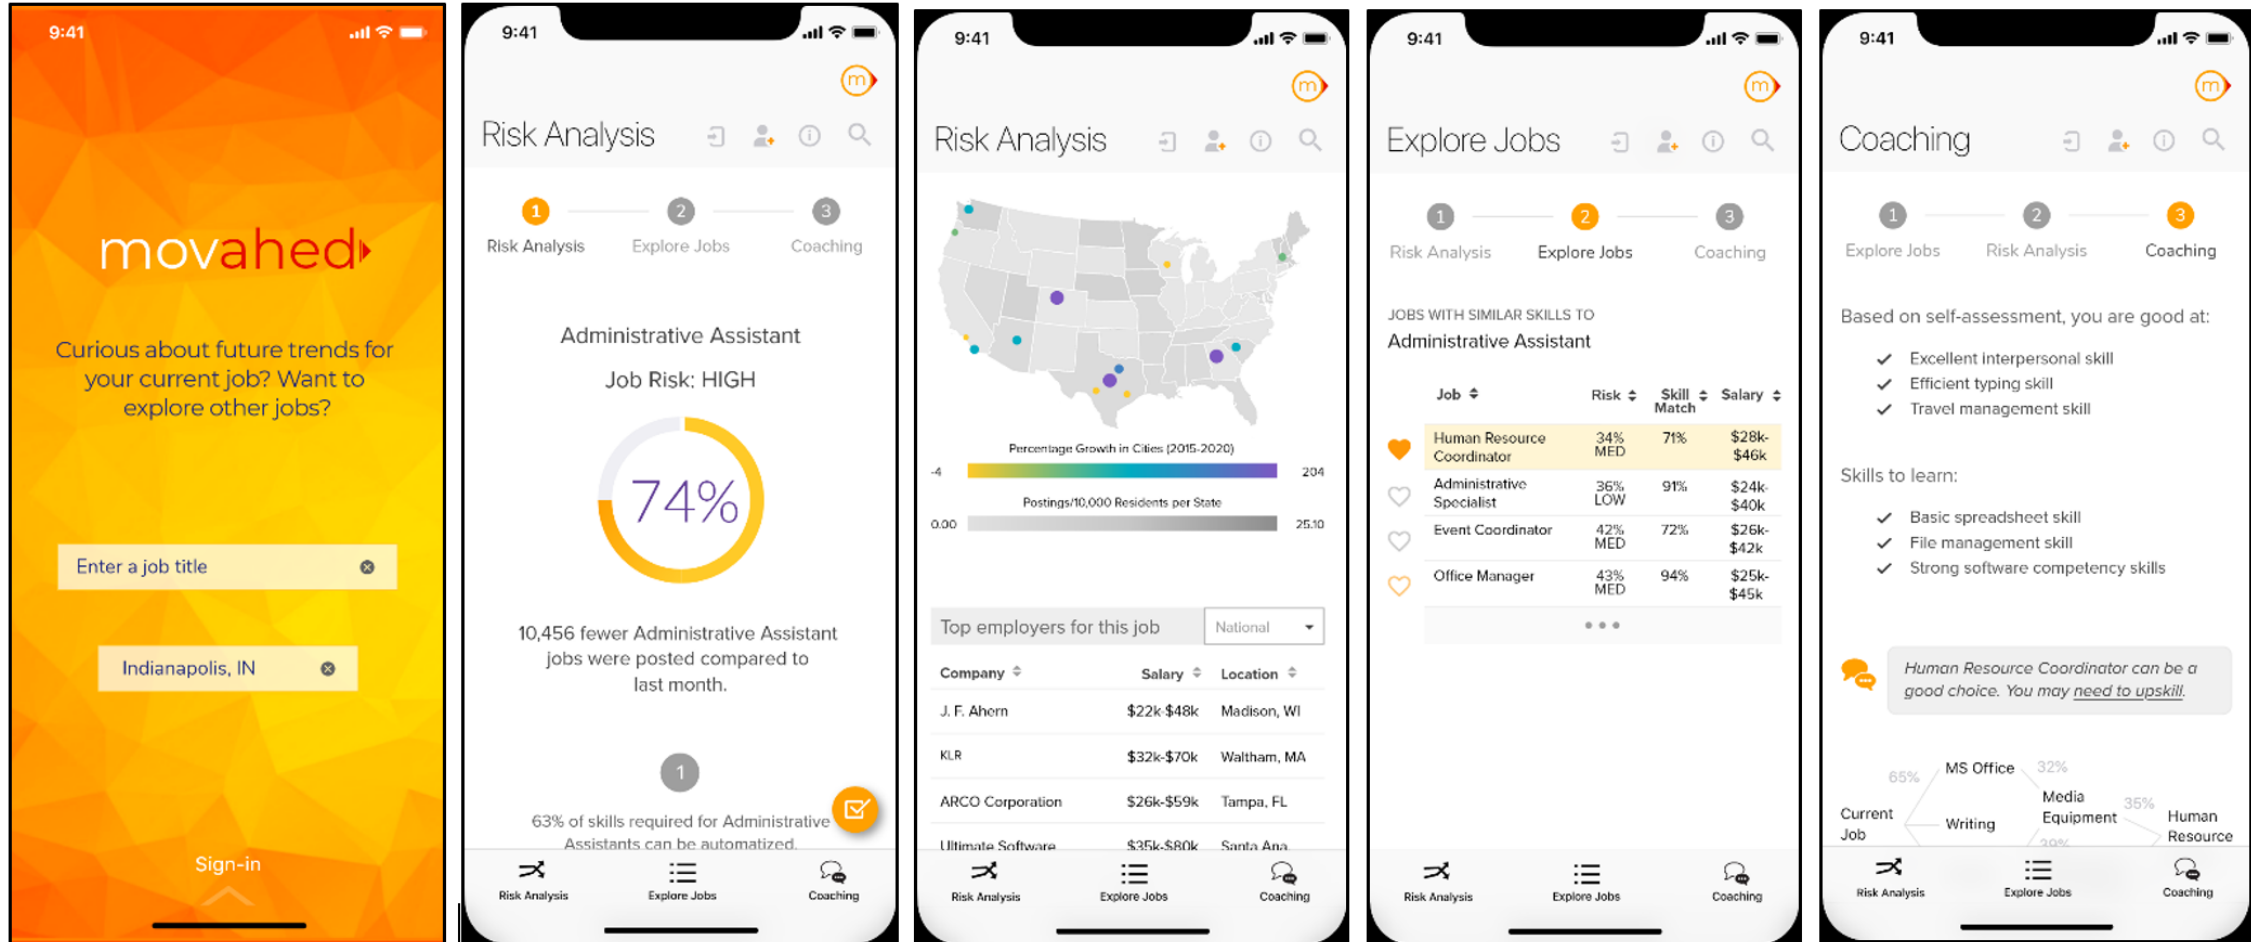 9:41
movahed
Curious about future trends for
your current job? Want to
explore other jobs?
Enter a job title
Indianapolis, IN
Sign-in
9:41
m
Risk Analysis
1
2
3
Risk Analysis Explore Jobs Coaching
Administrative Assistant
Job Risk: HIGH
74%
10,456 fewer Administrative Assistant
jobs were posted compared to
last month.
1
63% of skills required for Administrative
Assistants can be automatized.
Risk Analysis Explore Jobs Coaching
9:41
m
Risk Analysis
Percentage Growth in Cities (2015-2020)
-4 204
Postings/10,000 Residents per State
0.00 25.10
Top employers for this job National
Company Salary Location
J. F. Ahern $22k-$48k Madison, WI
KLR $32k-$70k Waltham, MA
ARCO Corporation $26k-$59k Tampa, FL
Ultimate Software $35k-$80k Santa Ana,
Risk Analysis Explore Jobs Coaching
9:41
m
Explore Jobs
1 2 3
Risk Analysis Explore Jobs Coaching
JOBS WITH SIMILAR SKILLS TO
Administrative Assistant
Job Risk Skill Salary
Match
Human Resource 34% 71% $28k-
Coordinator MED $46k
Administrative 36% 91% $24k-
Specialist LOW $40k
Event Coordinator 42% 72% $26k-
MED $42k
Office Manager 43% 94% $25k-
MED $45k
Risk Analysis Explore Jobs Coaching
9:41
m
Coaching
1 2 3
Explore Jobs Risk Analysis Coaching
Based on self-assessment, you are good at:
Excellent interpersonal skill
Efficient typing skill
Travel management skill
Skills to learn:
Basic spreadsheet skill
File management skill
Strong software competency skills
Human Resource Coordinator can be a
good choice. You may need to upskill.
65% MS Office 32%
Media 35%
Current Equipment Human
Job Writing Resource
39%
Risk Analysis Explore Jobs Coaching